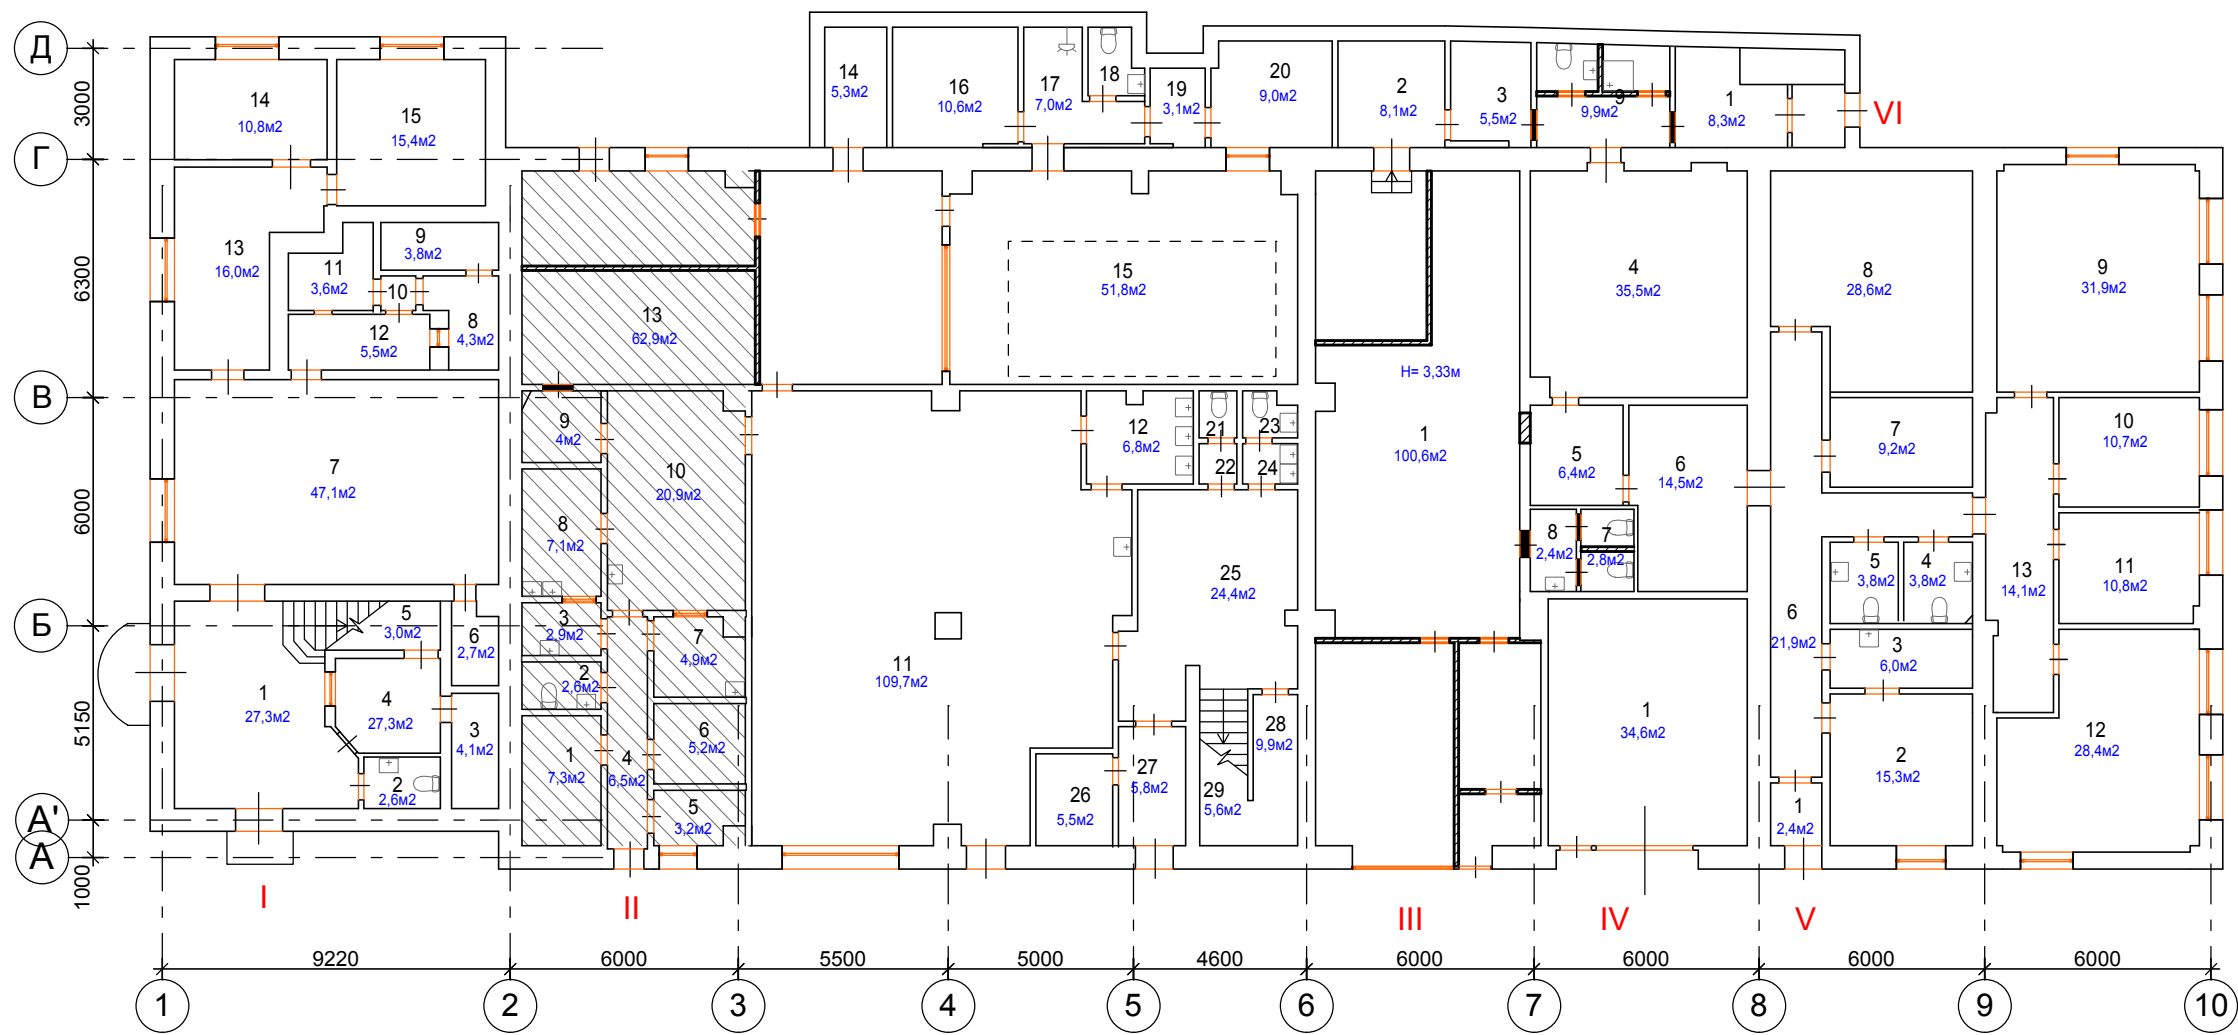 Д
Г
В
Б
А'
А
3000
6300
6000
5150
1000
14
10,8м2
15
15,4м2
13
16,0м2
9
3,8м2
11
3,6м2
10
8
4,3м2
12
5,5м2
7
47,1м2
5
3,0м2
6
2,7м2
1
27,3м2
4
27,3м2
3
4,1м2
2
2,6м2
I
13
62,9м2
9
4м2
10
20,9м2
8
7,1м2
3
2,9м2
7
4,9м2
2
2,6м2
6
5,2м2
1
7,3м2
4
6,5м2
5
3,2м2
II
14
5,3м2
16
10,6м2
17
7,0м2
18
19
3,1м2
20
9,0м2
15
51,8м2
12
6,8м2
21
22
23
24
25
24,4м2
11
109,7м2
26
5,5м2
27
5,8м2
28
9,9м2
29
5,6м2
2
8,1м2
3
5,5м2
9
9,9м2
1
8,3м2
VI
H= 3,33м
1
100,6м2
III
4
35,5м2
5
6,4м2
6
14,5м2
8
2,4м2
7
2,8м2
1
34,6м2
IV
8
28,6м2
9
31,9м2
7
9,2м2
10
10,7м2
5
3,8м2
4
3,8м2
13
14,1м2
11
10,8м2
6
21,9м2
3
6,0м2
2
15,3м2
12
28,4м2
1
2,4м2
V
9220
6000
5500
5000
4600
6000
6000
6000
6000
1
2
3
4
5
6
7
8
9
10